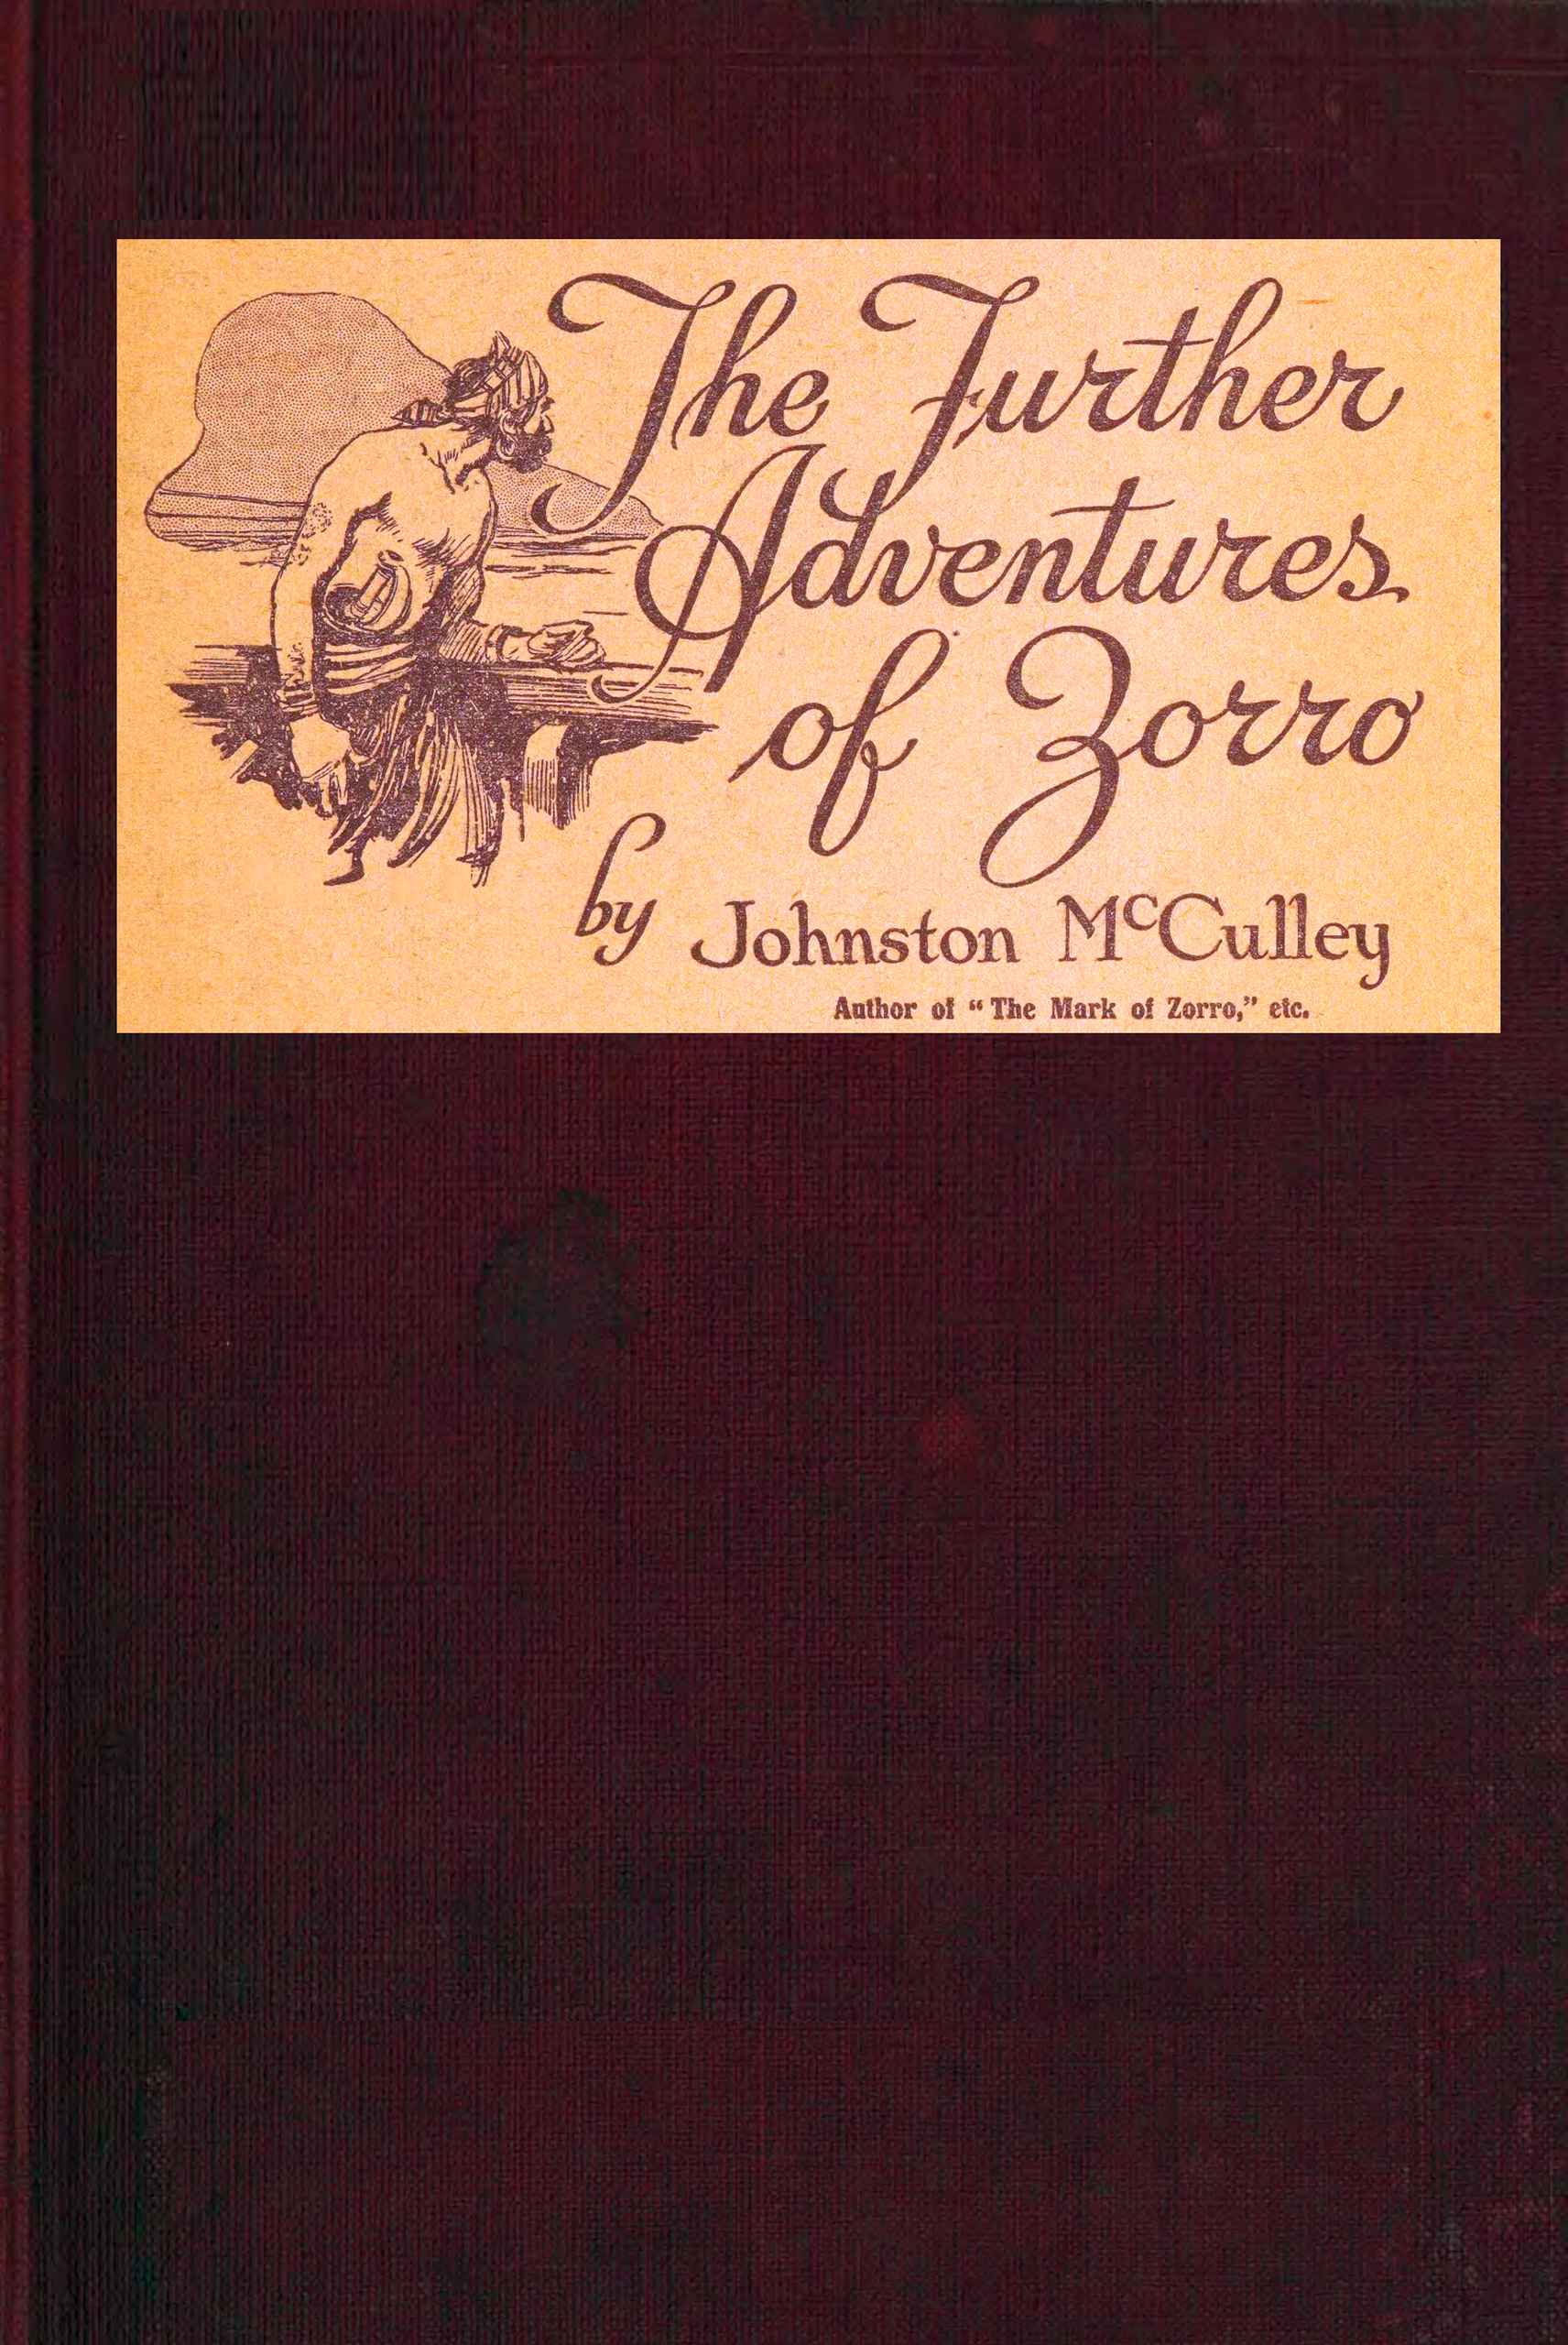 The Further
Adventures
of Zorro
by Johnston McCulley
Author of “The Mark of Zorro,” etc.